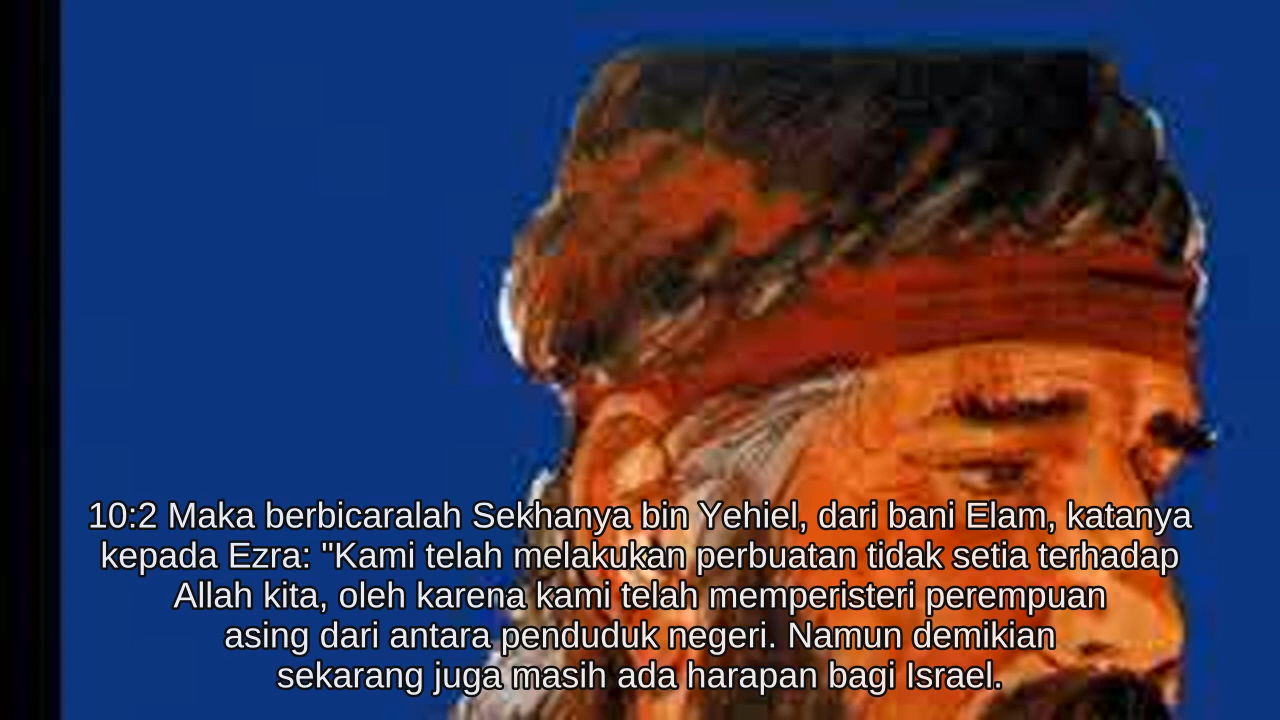 10:2 Maka berbicaralah Sekhanya bin Yehiel, dari bani Elam, katanya
kepada Ezra: "Kami telah melakukan perbuatan tidak setia terhadap
Allah kita, oleh karena kami telah memperisteri perempuan
asing dari antara penduduk negeri. Namun demikian
sekarang juga masih ada harapan bagi Israel.